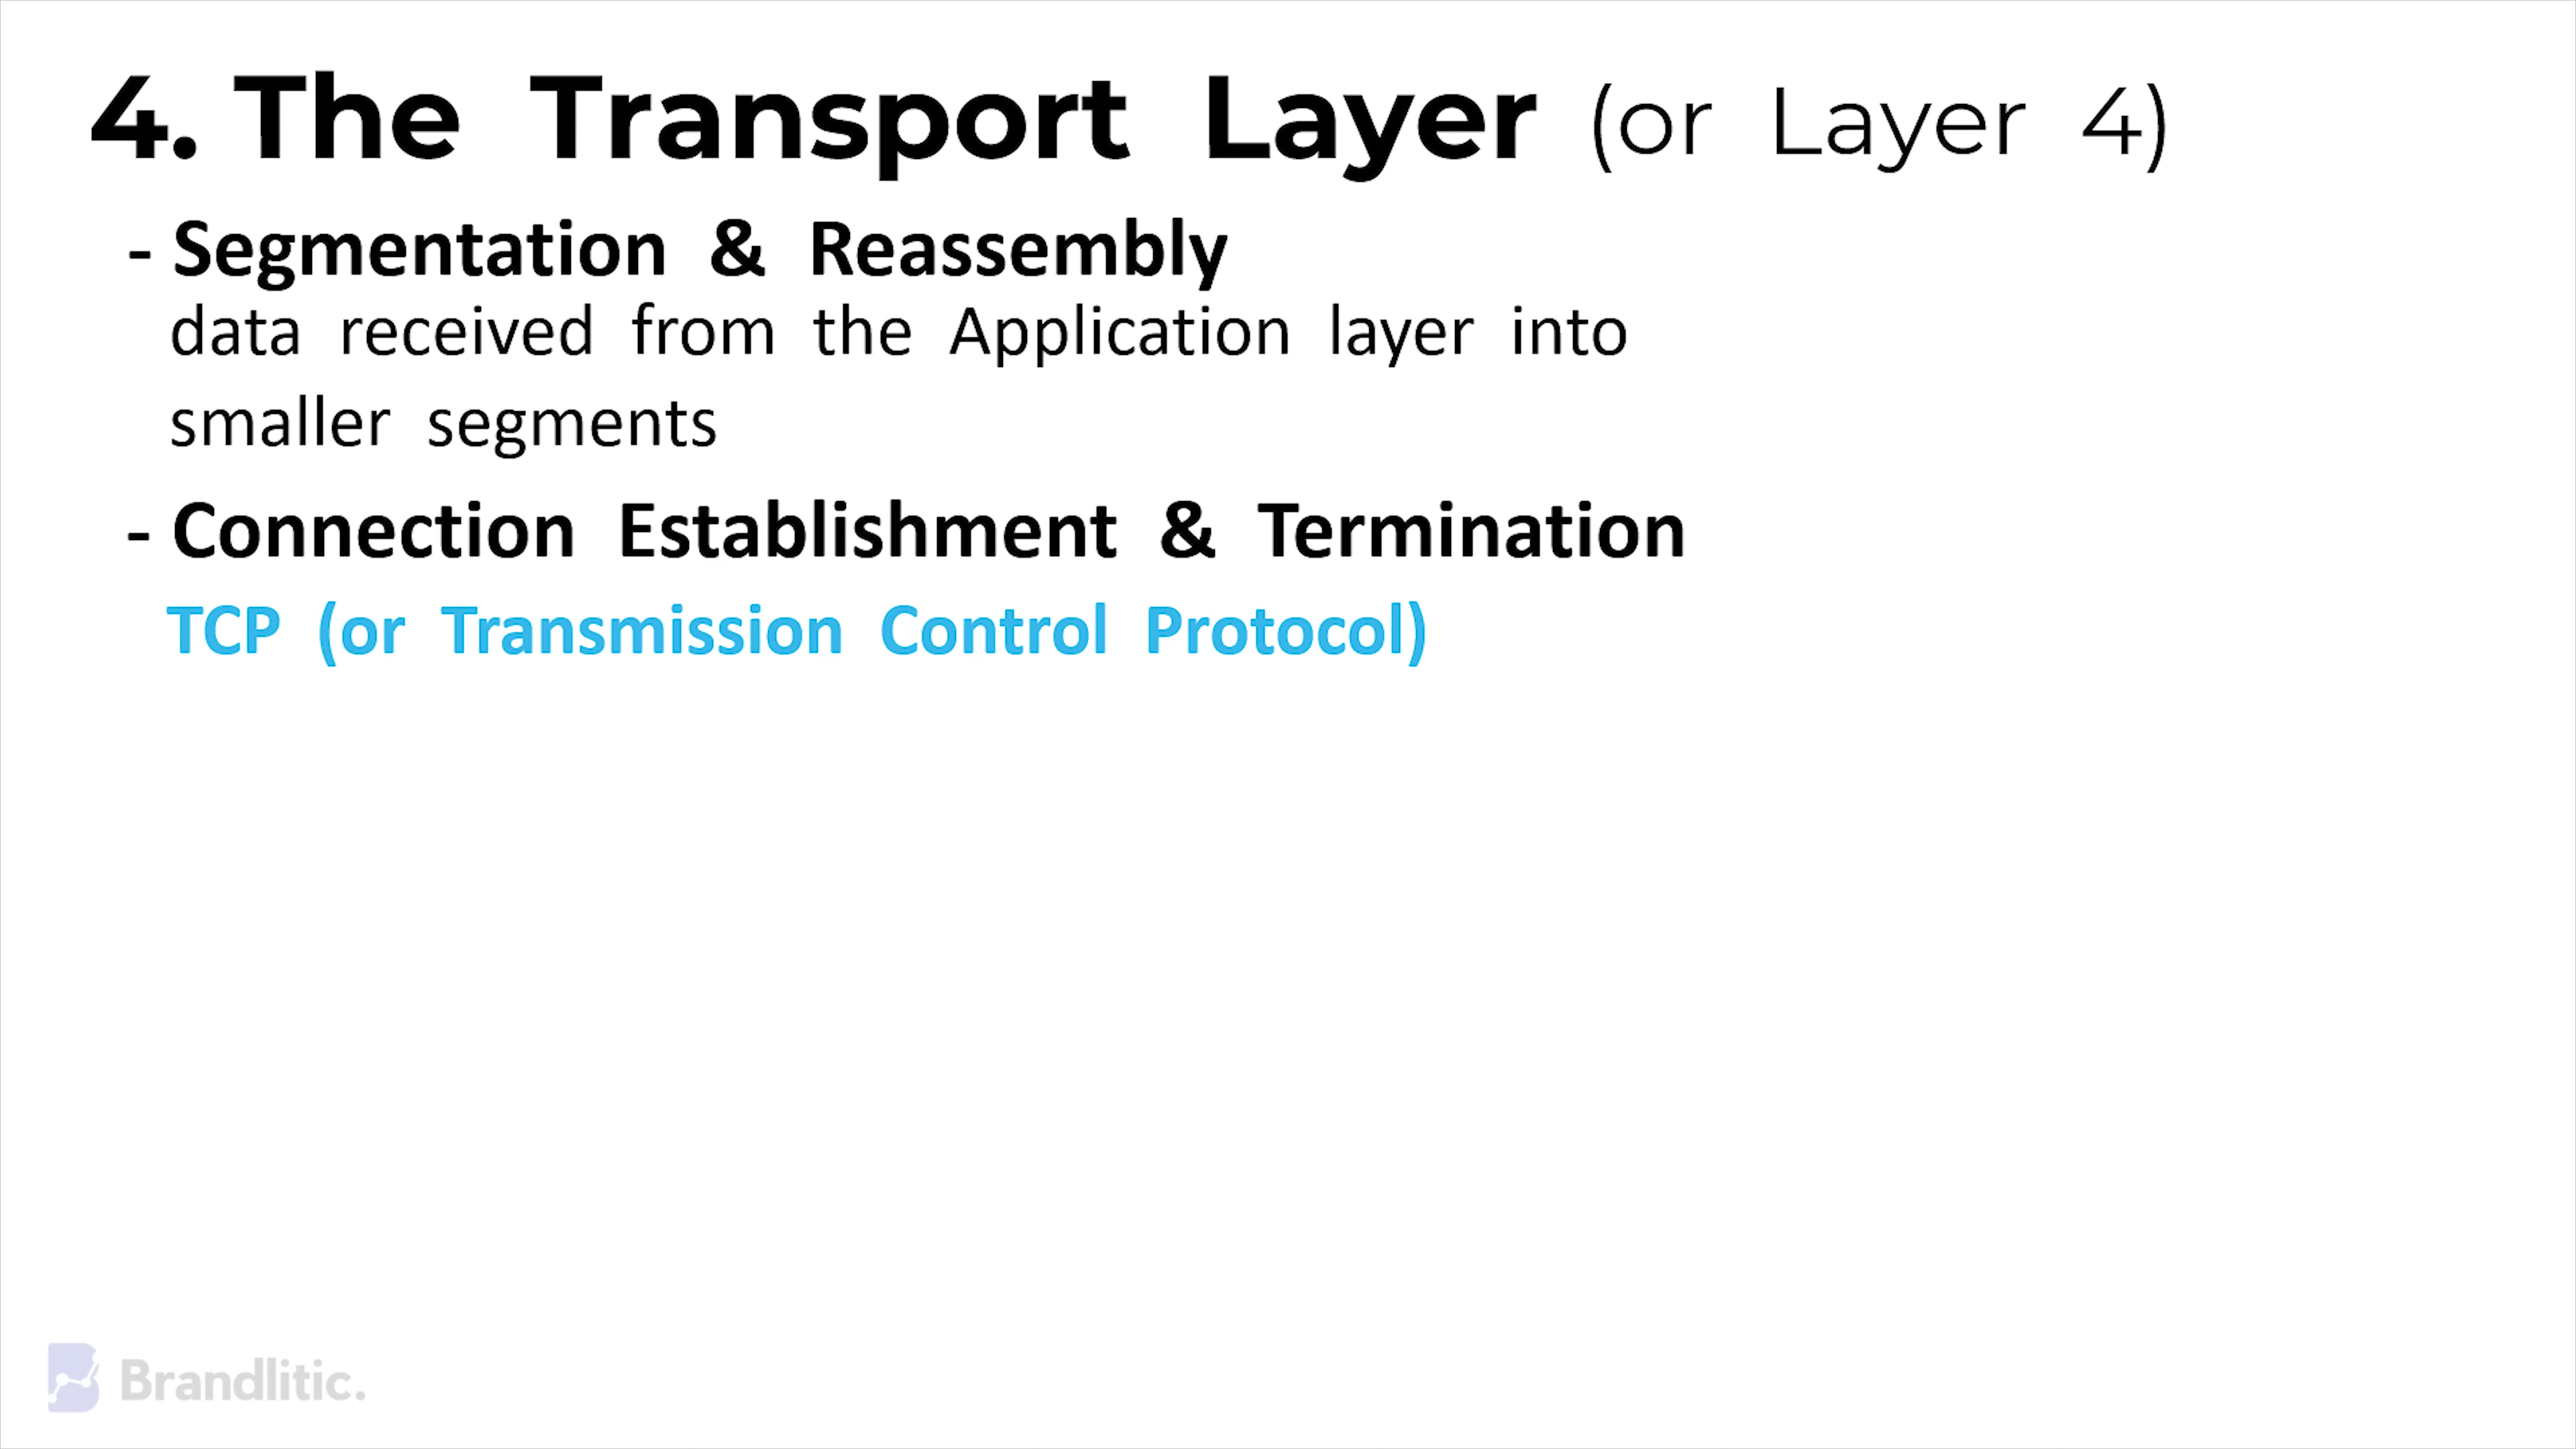 4. The Transport Layer (or Layer 4)
- Segmentation & Reassembly
data received from the Application layer into
smaller segments
- Connection Establishment & Termination
TCP (or Transmission Control Protocol)
Brandlitic.